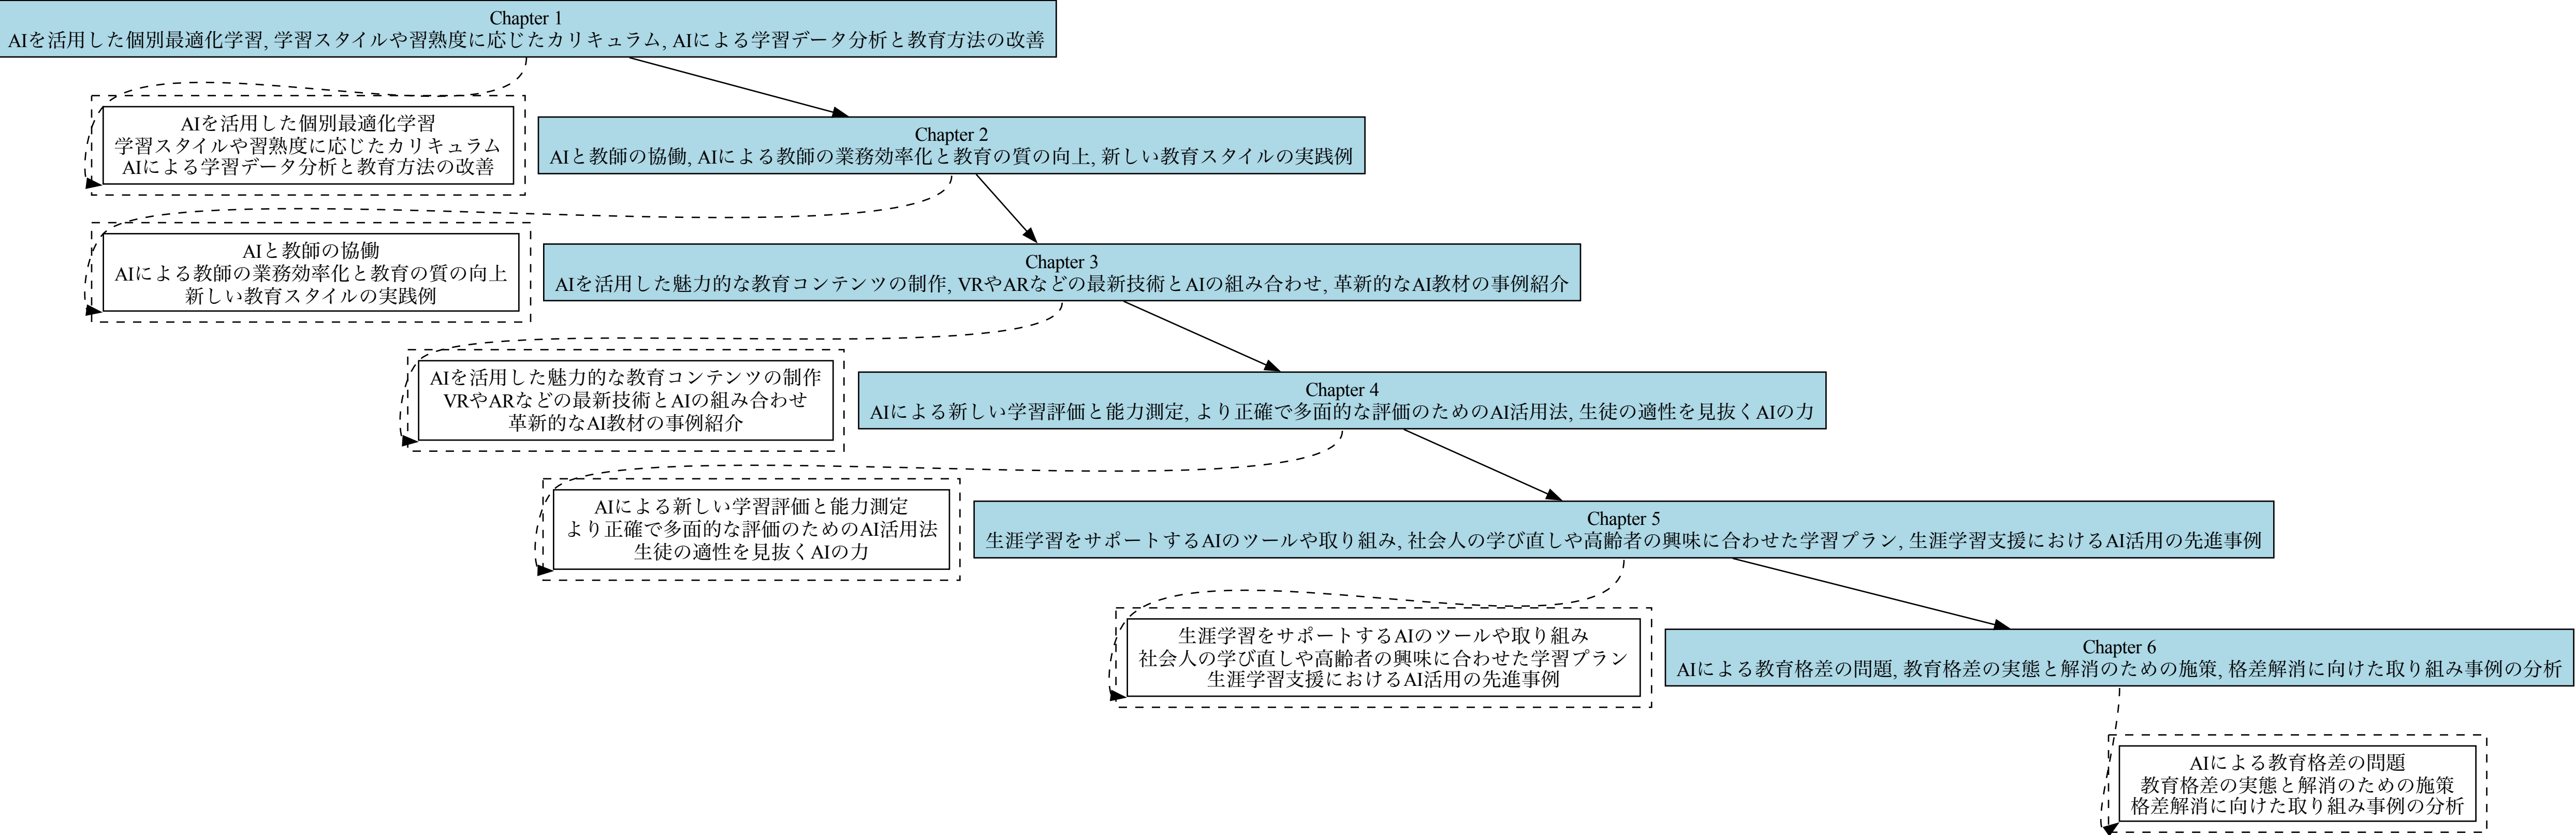 Chapter 1
AIを活用した個別最適化学習, 学習スタイルや習熟度に応じたカリキュラム, AIによる学習データ分析と教育方法の改善
AIを活用した個別最適化学習
学習スタイルや習熟度に応じたカリキュラム
AIによる学習データ分析と教育方法の改善
Chapter 2
AIと教師の協働, AIによる教師の業務効率化と教育の質の向上, 新しい教育スタイルの実践例
AIと教師の協働
AIによる教師の業務効率化と教育の質の向上
新しい教育スタイルの実践例
Chapter 3
AIを活用した魅力的な教育コンテンツの制作, VRやARなどの最新技術とAIの組み合わせ, 革新的なAI教材の事例紹介
AIを活用した魅力的な教育コンテンツの制作
VRやARなどの最新技術とAIの組み合わせ
革新的なAI教材の事例紹介
Chapter 4
AIによる新しい学習評価と能力測定, より正確で多面的な評価のためのAI活用法, 生徒の適性を見抜くAIの力
AIによる新しい学習評価と能力測定
より正確で多面的な評価のためのAI活用法
生徒の適性を見抜くAIの力
Chapter 5
生涯学習をサポートするAIのツールや取り組み, 社会人の学び直しや高齢者の興味に合わせた学習プラン, 生涯学習支援におけるAI活用の先進事例
生涯学習をサポートするAIのツールや取り組み
社会人の学び直しや高齢者の興味に合わせた学習プラン
生涯学習支援におけるAI活用の先進事例
Chapter 6
AIによる教育格差の問題, 教育格差の実態と解消のための施策, 格差解消に向けた取り組み事例の分析
AIによる教育格差の問題
教育格差の実態と解消のための施策
格差解消に向けた取り組み事例の分析